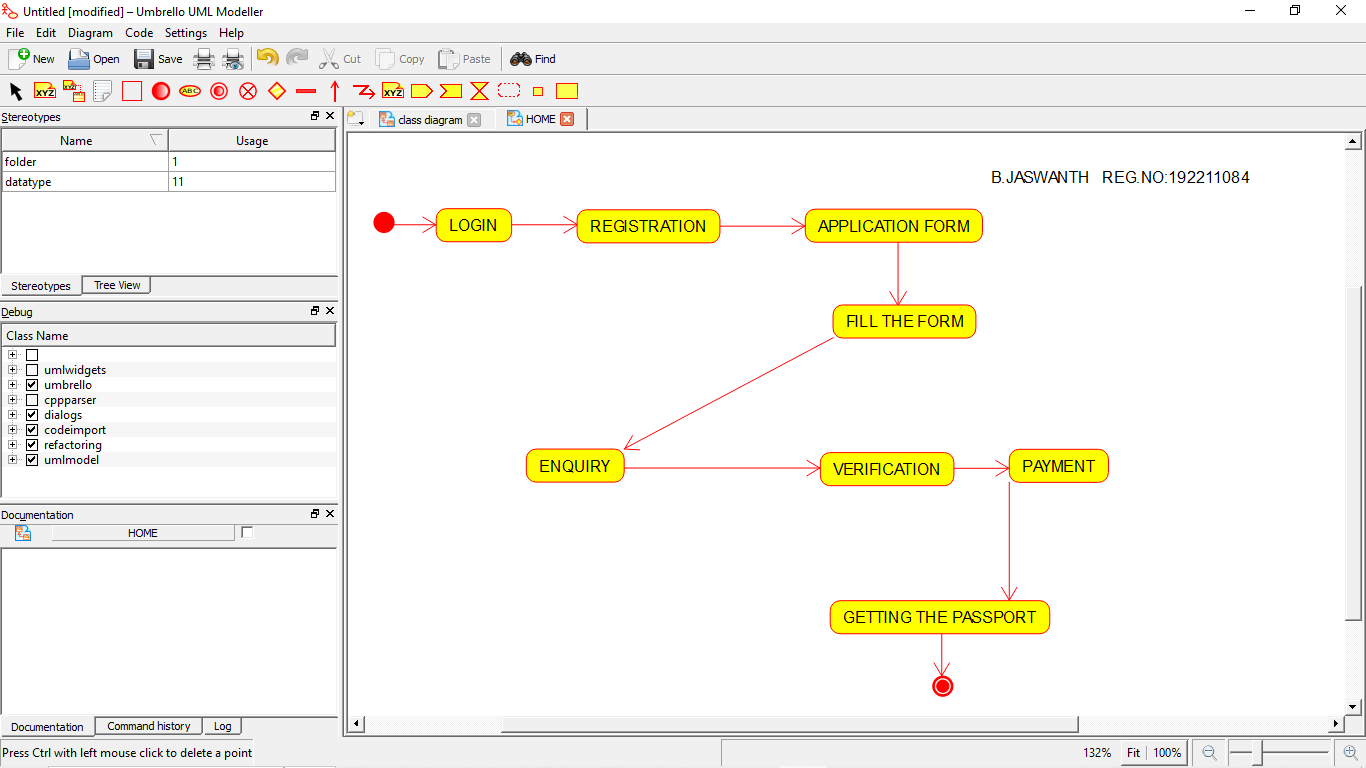 Untitled [modified] – Umbrello UML Modeller
File Edit Diagram Code Settings Help
New Open Save Cut Copy Paste Find
XYZ XYZ ABC XYZ
Stereotypes
class diagram HOME
Name Usage
folder 1
datatype 11
Stereotypes Tree View
Debug
Class Name
umlwidgets
umbrello
cppparser
dialogs
codeimport
refactoring
umlmodel
Documentation
HOME
Documentation Command history Log
B.JASWANTH REG.NO:192211084
LOGIN REGISTRATION APPLICATION FORM
FILL THE FORM
ENQUIRY VERIFICATION PAYMENT
GETTING THE PASSPORT
Press Ctrl with left mouse click to delete a point
132% Fit 100%